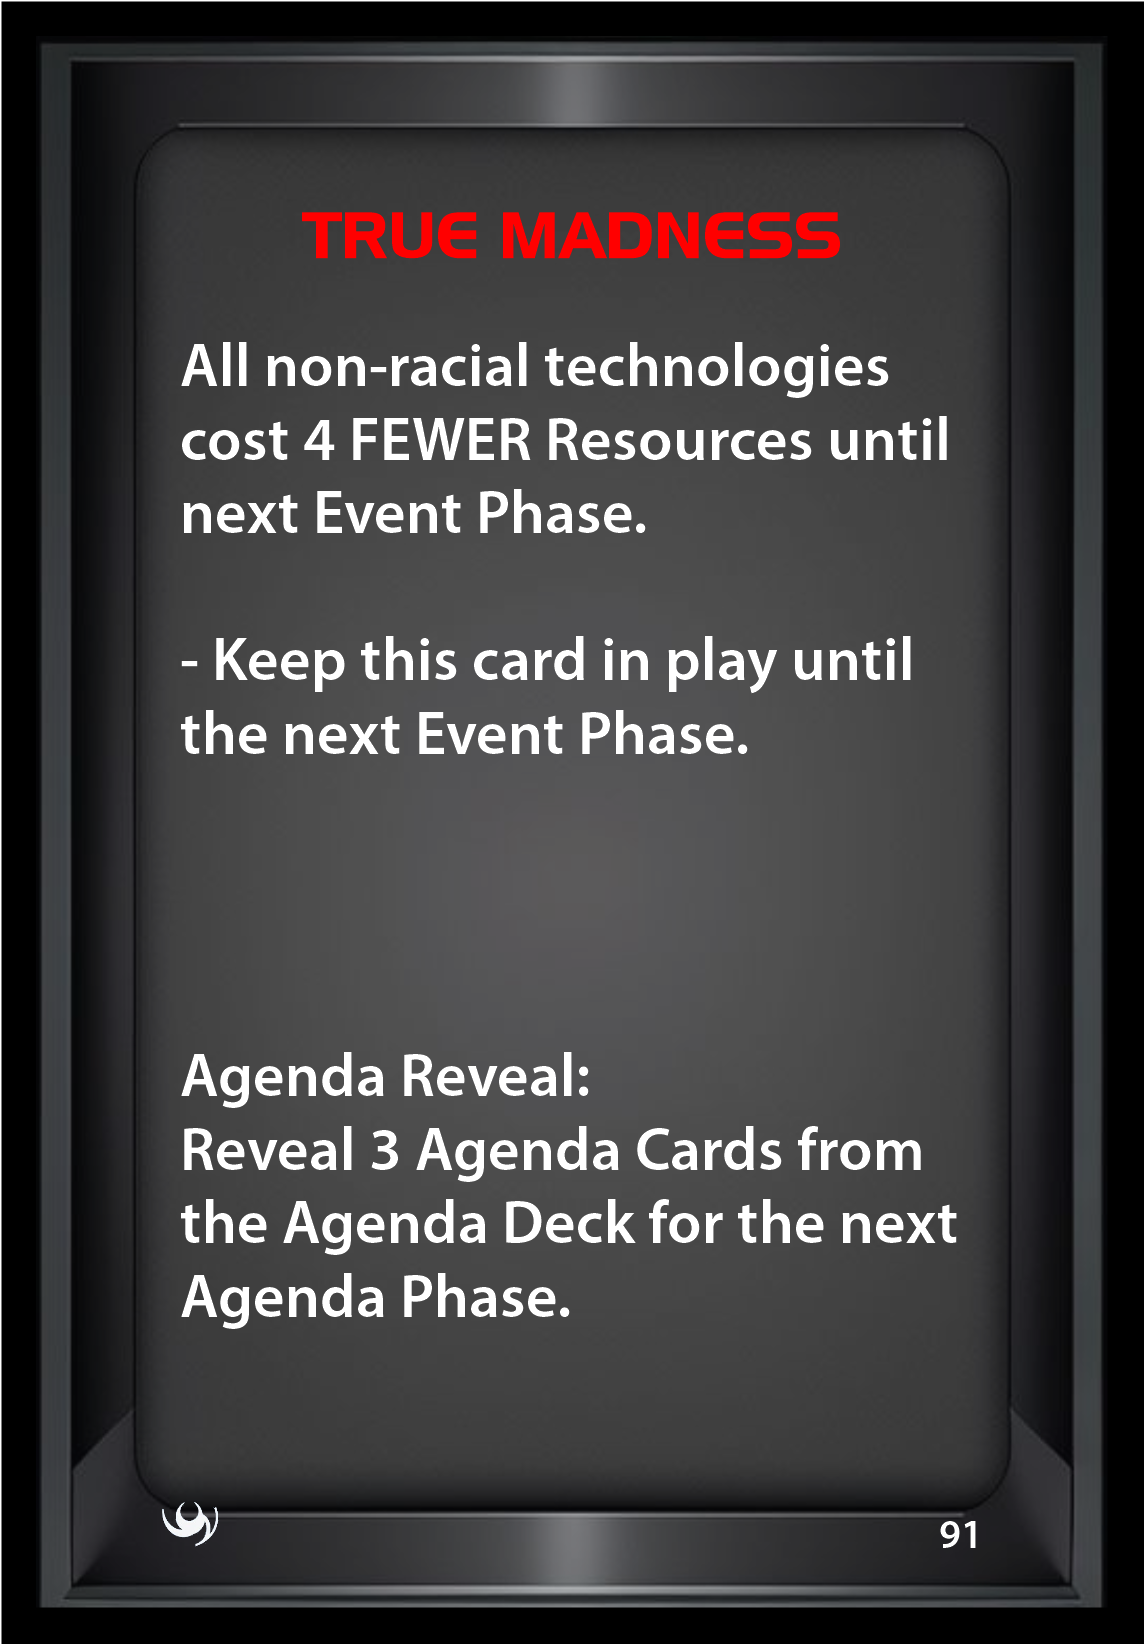 TRUE MADNESS
All non-racial technologies
cost 4 FEWER Resources until
next Event Phase.
- Keep this card in play until
the next Event Phase.
Agenda Reveal:
Reveal 3 Agenda Cards from
the Agenda Deck for the next
Agenda Phase.
91